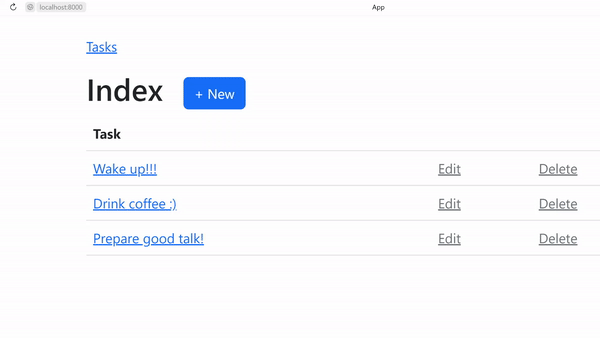 localhost:8000 App
Tasks
Index + New
Task
Wake up!!! Edit Delete
Drink coffee :) Edit Delete
Prepare good talk! Edit Delete